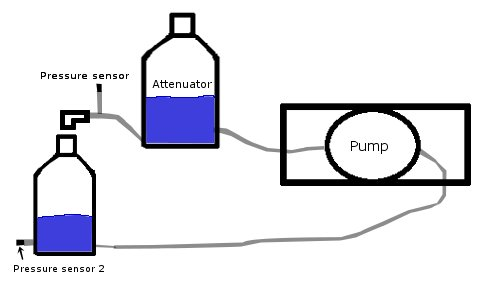 Pressure sensor
Attenuator
Pump
Pressure sensor 2